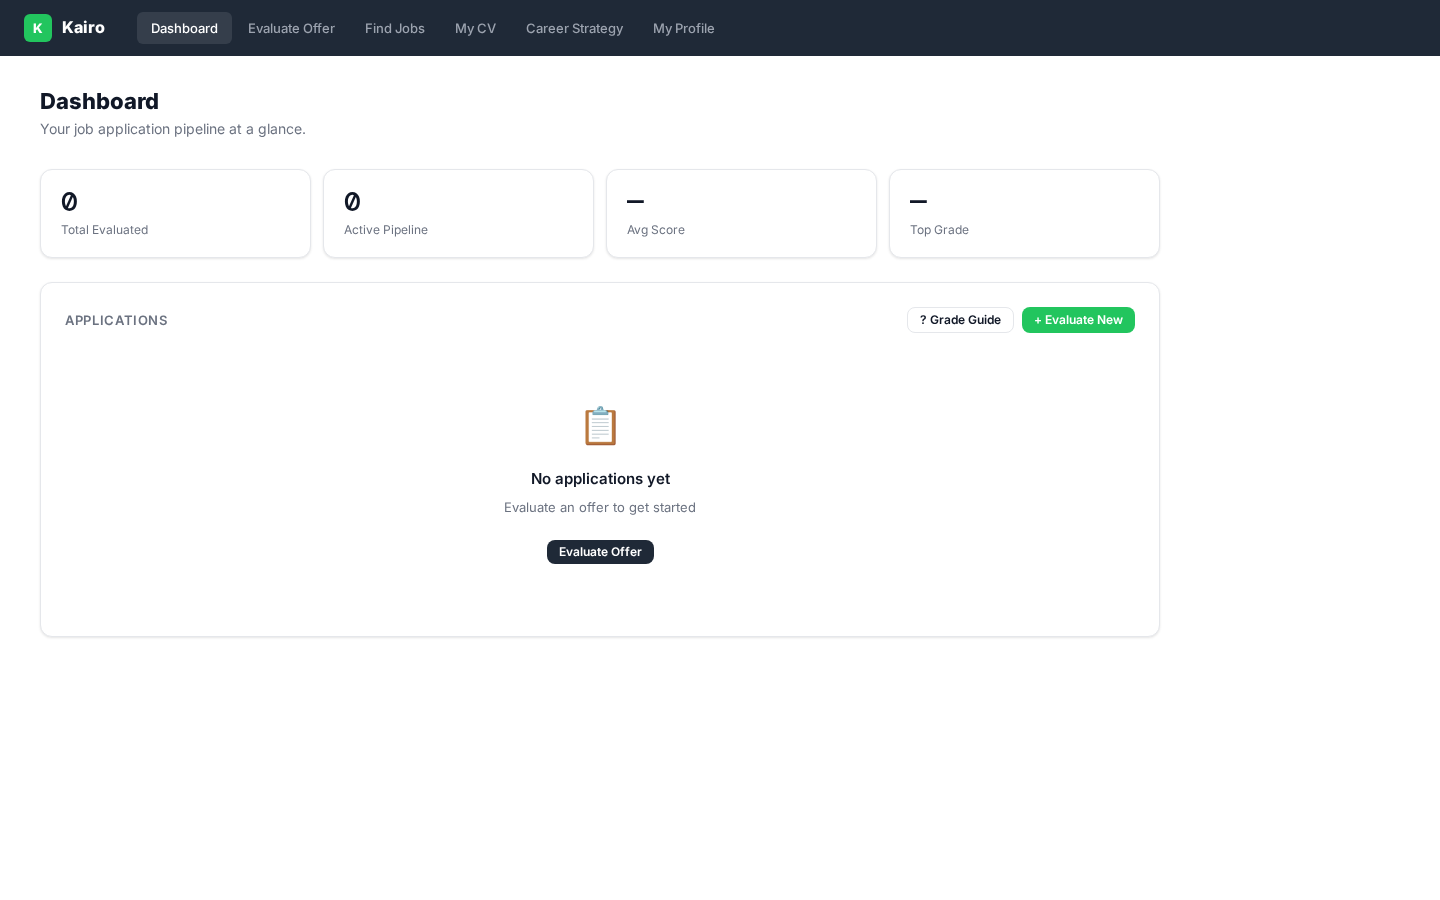 K Kairo Dashboard Evaluate Offer Find Jobs My CV Career Strategy My Profile
Dashboard
Your job application pipeline at a glance.
0 0 — —
Total Evaluated Active Pipeline Avg Score Top Grade
APPLICATIONS ? Grade Guide + Evaluate New
No applications yet
Evaluate an offer to get started
Evaluate Offer